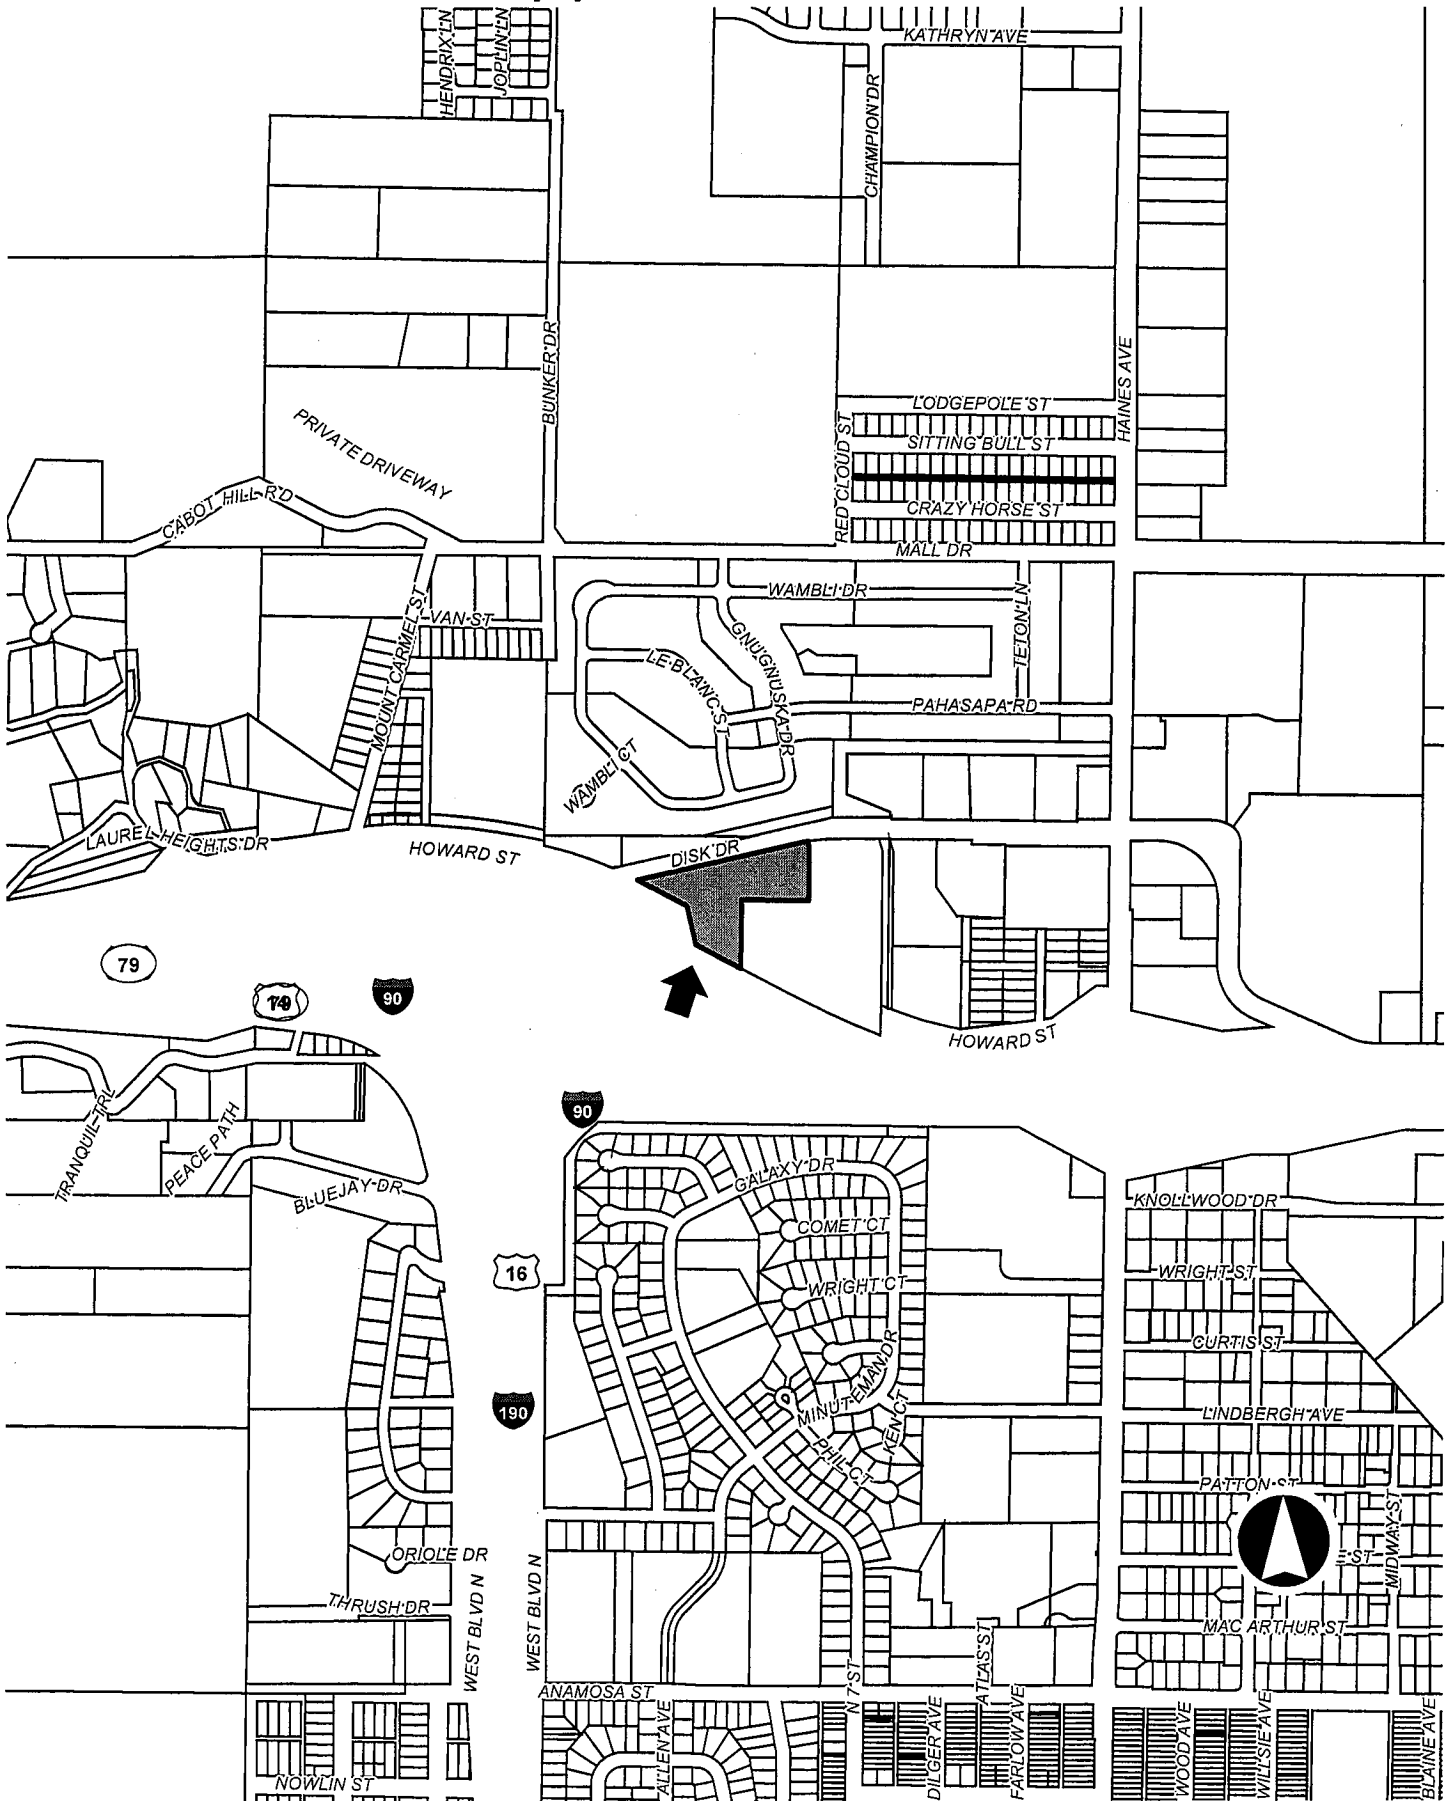 HENDRIX LN
JOPLIN LN
KATHRYN AVE
CHAMPION DR
BUNKER DR
HAINES AVE
LODGEPOLE ST
SITTING BULL ST
RED CLOUD ST
CRAZY HORSE ST
PRIVATE DRIVEWAY
CABOT HILL RD
MALL DR
WAMBLI DR
TETON LN
VAN ST
MOUNT CARMEL ST
GNUGNUSKA DR
LE BLANC ST
PAHASAPA RD
WAMBLI CT
LAUREL HEIGHTS DR
HOWARD ST
DISK DR
79
90
HOWARD ST
TRANQUIL TRL
PEACE PATH
90
BLUEJAY DR
GALAXY DR
KNOLLWOOD DR
COMET CT
16
WRIGHT CT
WRIGHT ST
CURTIS ST
MINUTEMAN DR
190
KEN CT
LINDBERGH AVE
PHIL CT
PATTON ST
MIDWAY ST
E ST
ORIOLE DR
THRUSH DR
WEST BLVD N
WEST BLVD N
MAC ARTHUR ST
ANAMOSA ST
N 7 ST
ATLAS ST
ALLEN AVE
DILGER AVE
FARLOW AVE
WOOD AVE
WILLSIE AVE
BLAINE AVE
NOWLIN ST